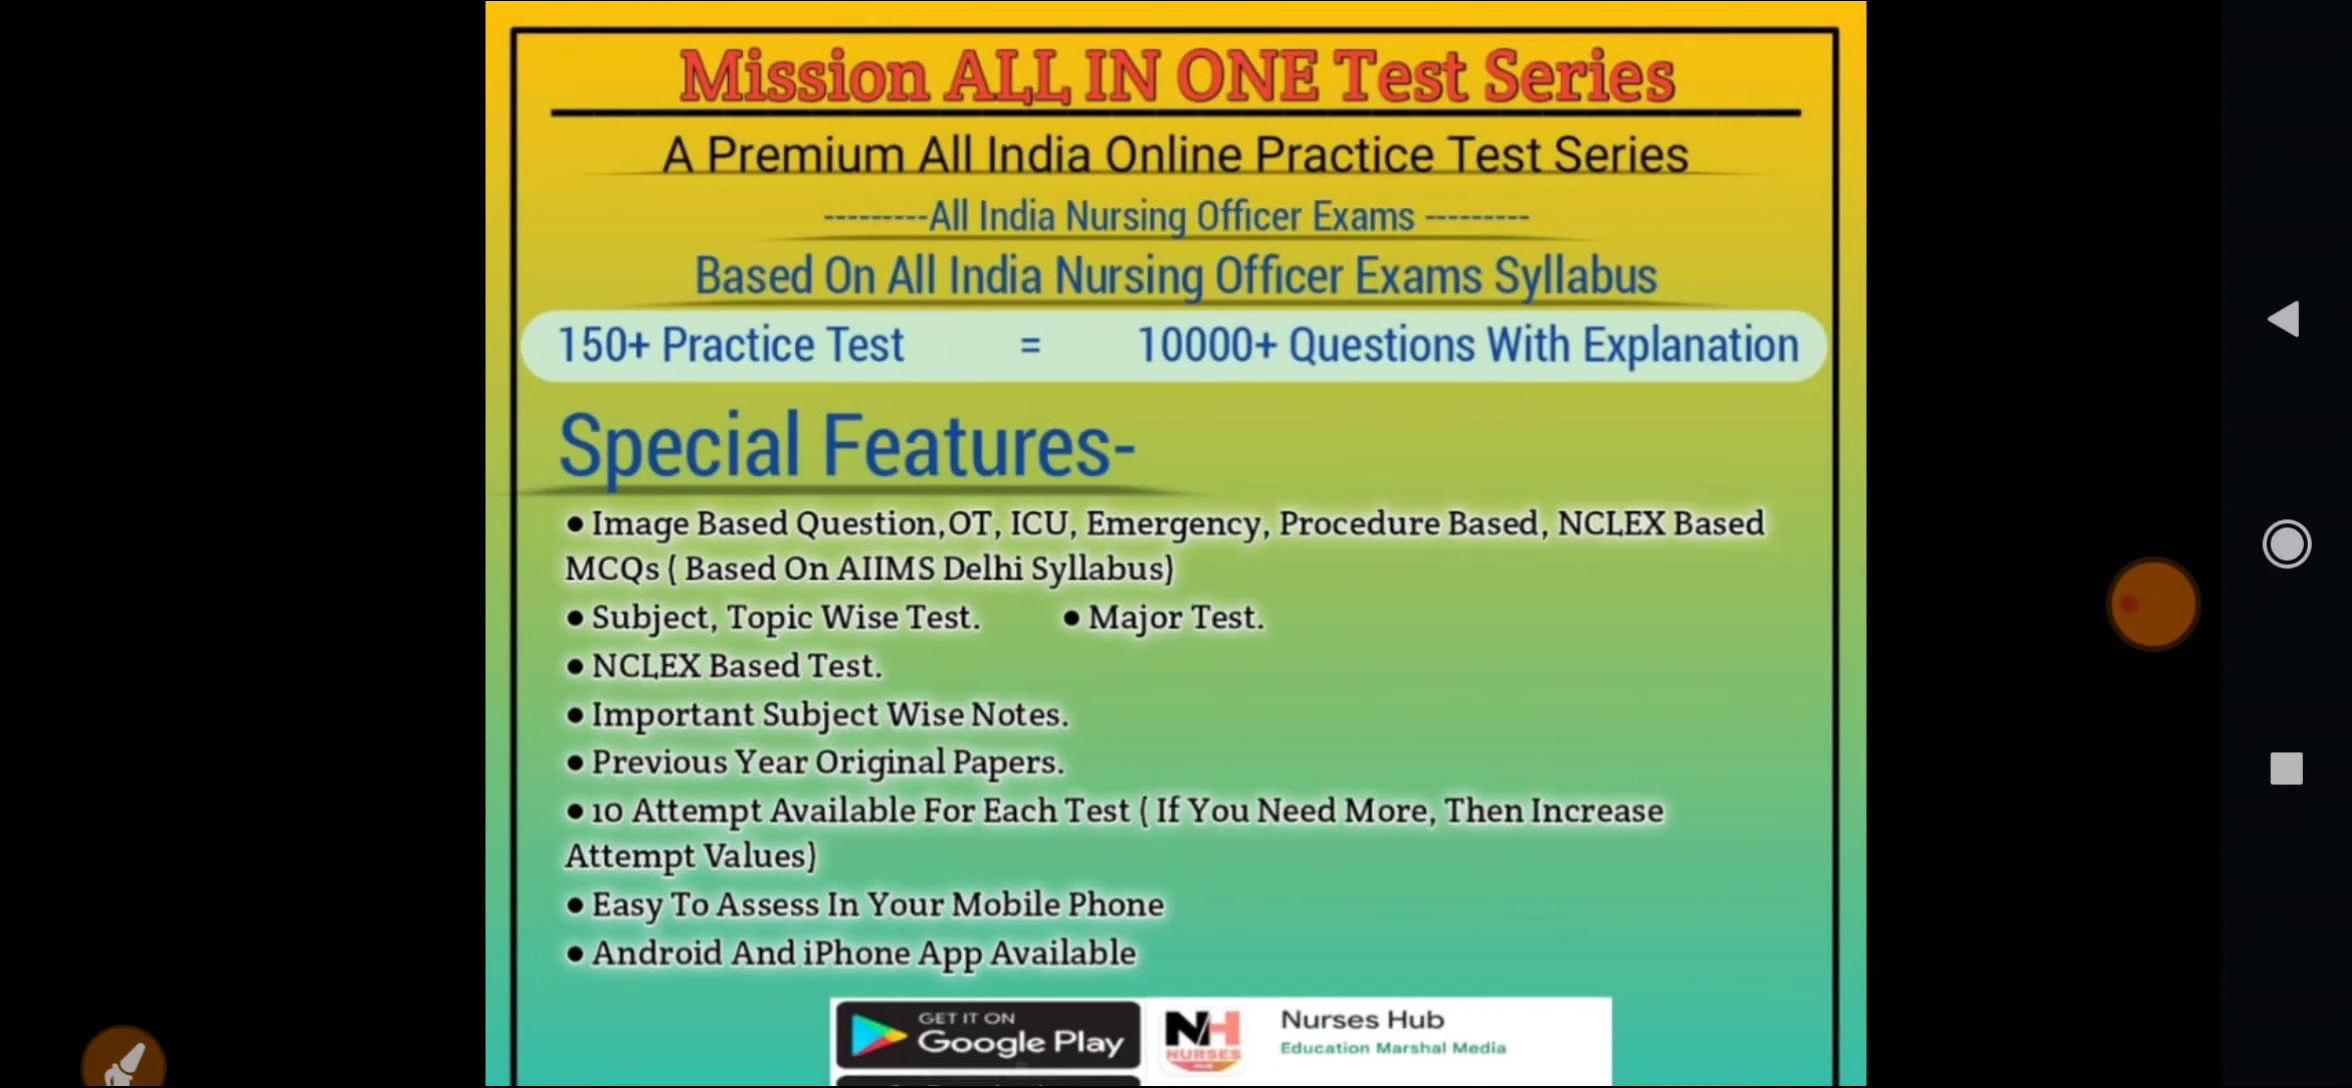 Mission ALL IN ONE Test Series
A Premium All India Online Practice Test Series
---------All India Nursing Officer Exams ---------
Based On All India Nursing Officer Exams Syllabus
150+ Practice Test = 10000+ Questions With Explanation
Special Features-
● Image Based Question,OT, ICU, Emergency, Procedure Based, NCLEX Based
MCQs ( Based On AIIMS Delhi Syllabus)
● Subject, Topic Wise Test. ● Major Test.
● NCLEX Based Test.
● Important Subject Wise Notes.
● Previous Year Original Papers.
● 10 Attempt Available For Each Test ( If You Need More, Then Increase
Attempt Values)
● Easy To Assess In Your Mobile Phone
● Android And iPhone App Available
GET IT ON
Google Play
NH
NURSES
Nurses Hub
Education Marshal Media